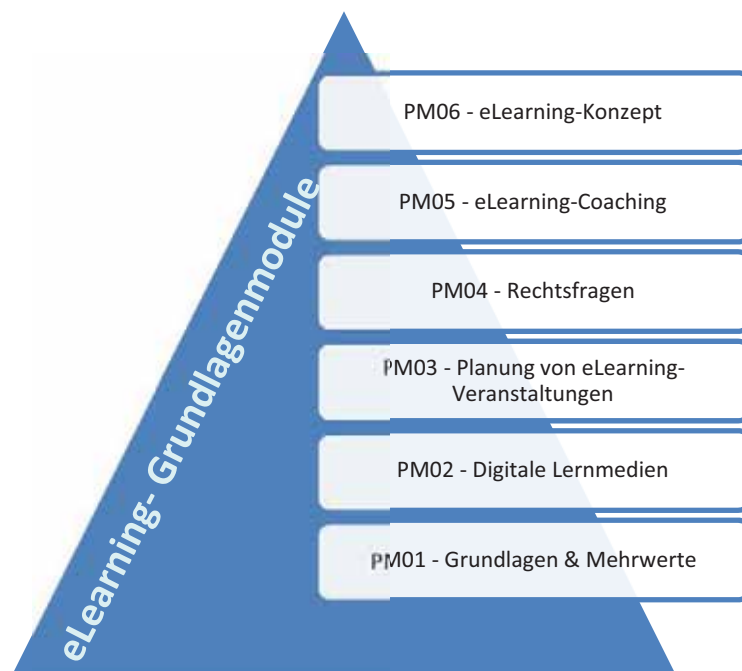 PM06 - eLearning-Konzept
PM05 - eLearning-Coaching
PM04 - Rechtsfragen
PM03 - Planung von eLearning-
Veranstaltungen
PM02 - Digitale Lernmedien
PM01 - Grundlagen & Mehrwerte
eLearning- Grundlagenmodule